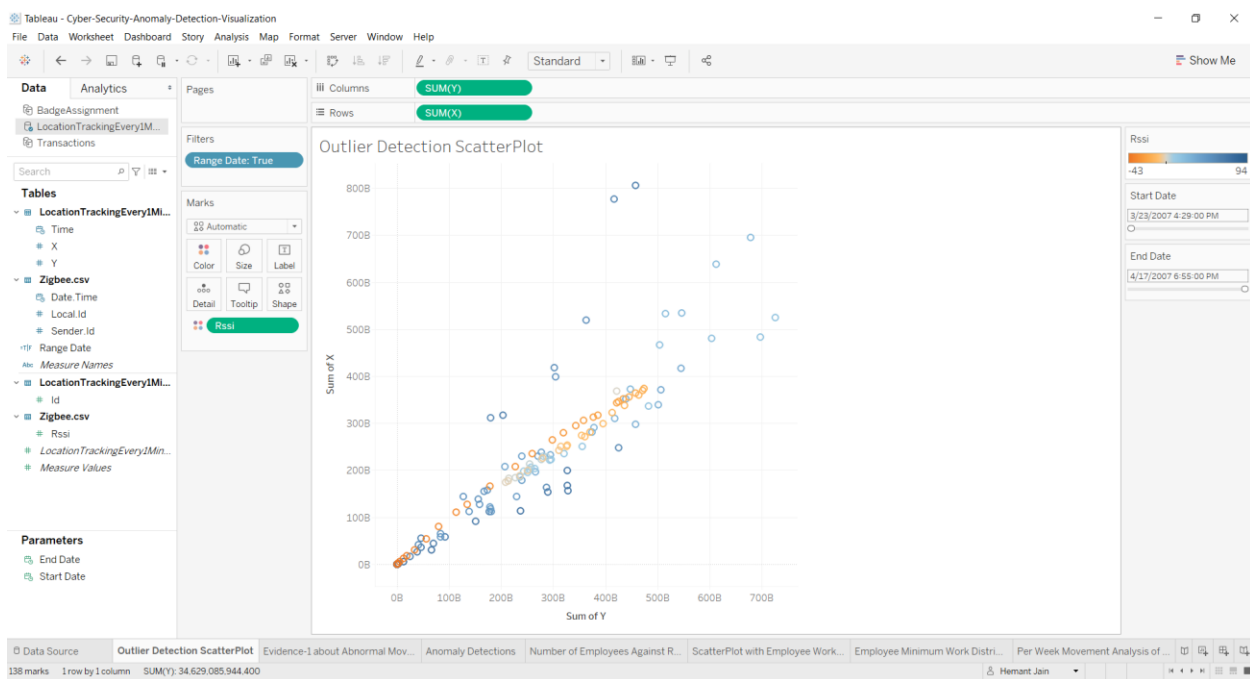 Tableau - Cyber-Security-Anomaly-Detection-Visualization
File Data Worksheet Dashboard Story Analysis Map Format Server Window Help
Standard
Show Me
Data Analytics
BadgeAssignment
LocationTrackingEvery1M...
Transactions
Search
Tables
LocationTrackingEvery1Mi...
Time
X
Y
Zigbee.csv
Date.Time
Local.Id
Sender.Id
Range Date
Abc Measure Names
LocationTrackingEvery1Mi...
Id
Zigbee.csv
Rssi
LocationTrackingEvery1Min...
Measure Values
Parameters
End Date
Start Date
Pages
Filters
Range Date: True
Marks
Automatic
Color Size Label
Detail Tooltip Shape
Rssi
Columns SUM(Y)
Rows SUM(X)
Outlier Detection ScatterPlot
Sum of X
800B
700B
600B
500B
400B
300B
200B
100B
0B
0B 100B 200B 300B 400B 500B 600B 700B
Sum of Y
Rssi
-43 94
Start Date
3/23/2007 4:29:00 PM
End Date
4/17/2007 6:55:00 PM
Data Source Outlier Detection ScatterPlot Evidence-1 about Abnormal Mov... Anomaly Detections Number of Employees Against R... ScatterPlot with Employee Work... Employee Minimum Work Distri... Per Week Movement Analysis of ...
138 marks 1 row by 1 column SUM(Y): 34,629,085,944,400
Hemant Jain